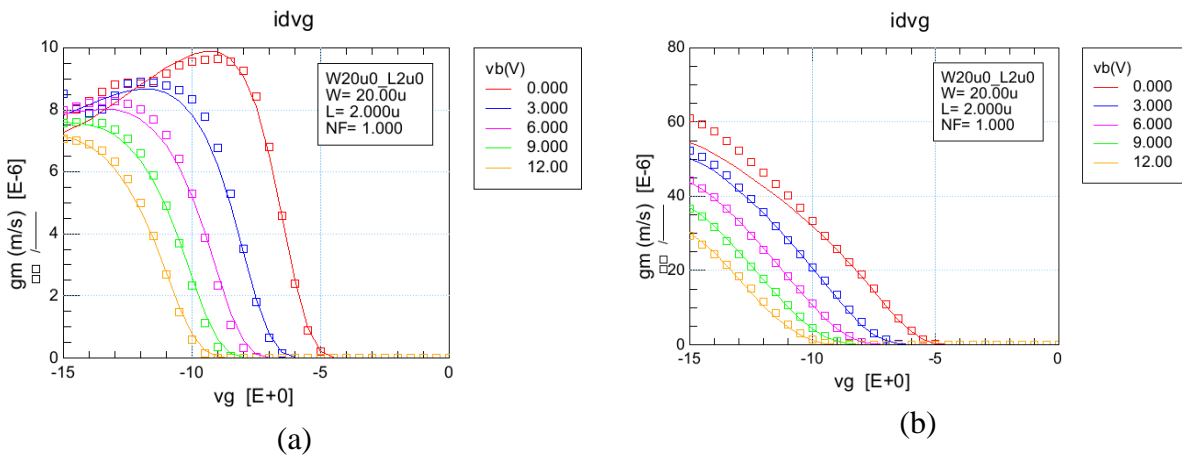 idvg
10
8
6
4
2
0
gm (m/s) [E-6]
-15
-10
-5
0
vg [E+0]
W20u0_L2u0
W= 20.00u
L= 2.000u
NF= 1.000
vb(V)
0.000
3.000
6.000
9.000
12.00
(a)
idvg
80
60
40
20
0
gm (m/s) [E-6]
-15
-10
-5
0
vg [E+0]
W20u0_L2u0
W= 20.00u
L= 2.000u
NF= 1.000
vb(V)
0.000
3.000
6.000
9.000
12.00
(b)